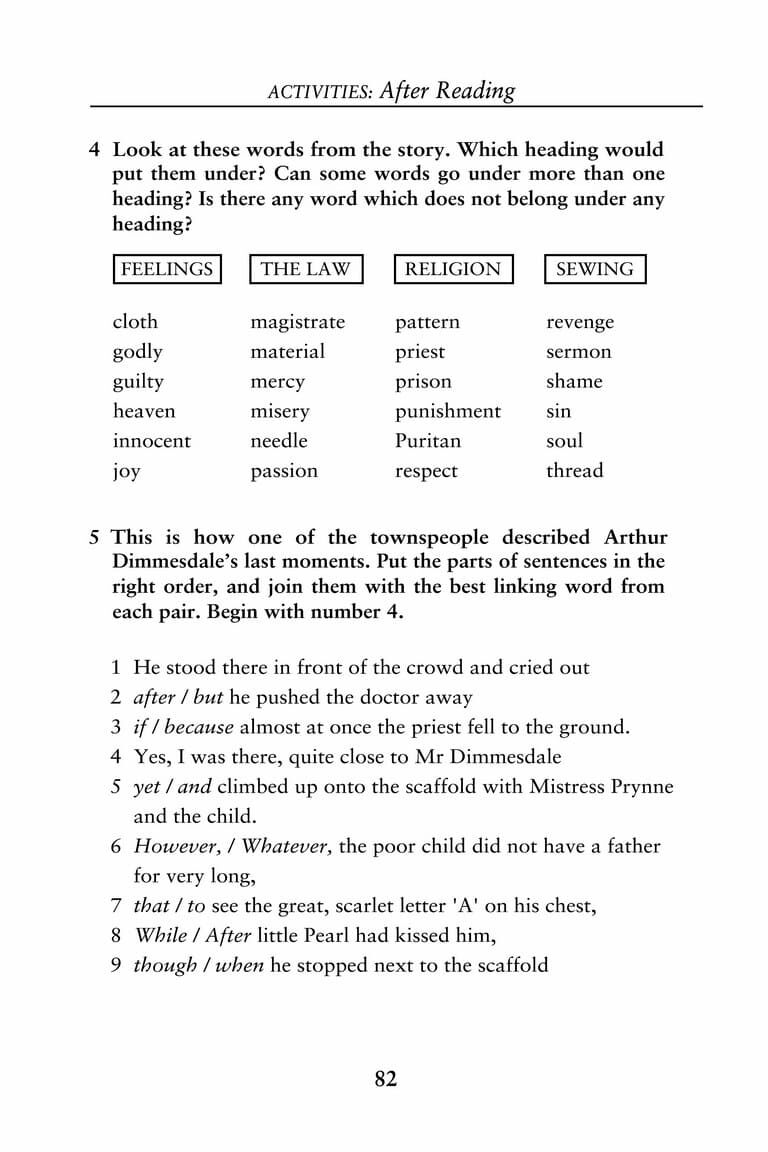 ACTIVITIES: After Reading
4 Look at these words from the story. Which heading would
put them under? Can some words go under more than one
heading? Is there any word which does not belong under any
heading?
FEELINGS THE LAW RELIGION SEWING
cloth magistrate pattern revenge
godly material priest sermon
guilty mercy prison shame
heaven misery punishment sin
innocent needle Puritan soul
joy passion respect thread
5 This is how one of the townspeople described Arthur
Dimmesdale’s last moments. Put the parts of sentences in the
right order, and join them with the best linking word from
each pair. Begin with number 4.
1 He stood there in front of the crowd and cried out
2 after / but he pushed the doctor away
3 if / because almost at once the priest fell to the ground.
4 Yes, I was there, quite close to Mr Dimmesdale
5 yet / and climbed up onto the scaffold with Mistress Prynne
and the child.
6 However, / Whatever, the poor child did not have a father
for very long,
7 that / to see the great, scarlet letter 'A' on his chest,
8 While / After little Pearl had kissed him,
9 though / when he stopped next to the scaffold
82